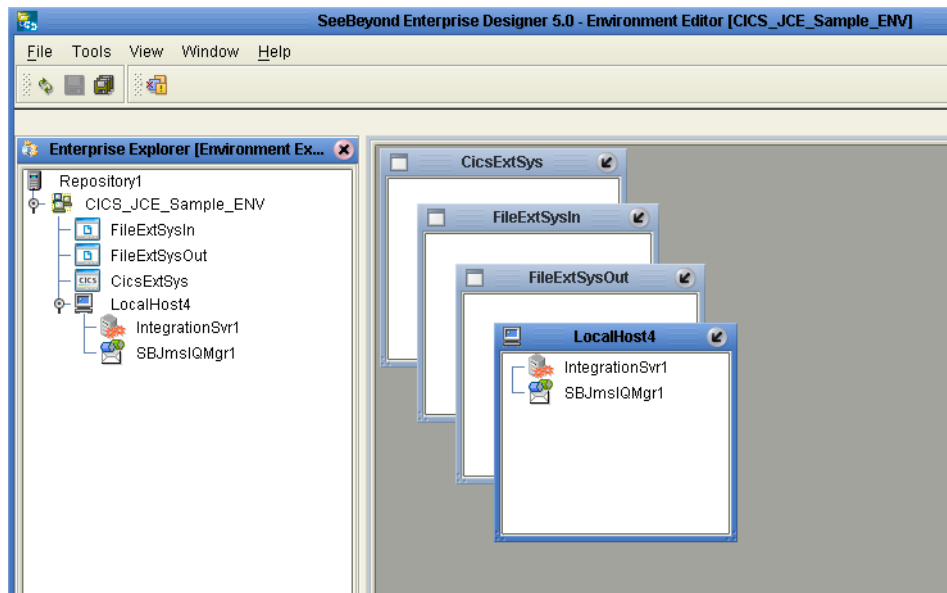 SeeBeyond Enterprise Designer 5.0 - Environment Editor [CICS_JCE_Sample_ENV]
File Tools View Window Help
Enterprise Explorer [Environment Ex...
Repository1
CICS_JCE_Sample_ENV
FileExtSysIn
FileExtSysOut
CICS CicsExtSys
LocalHost4
IntegrationSvr1
SBJmsIQMgr1
CicsExtSys
FileExtSysIn
FileExtSysOut
LocalHost4
IntegrationSvr1
SBJmsIQMgr1